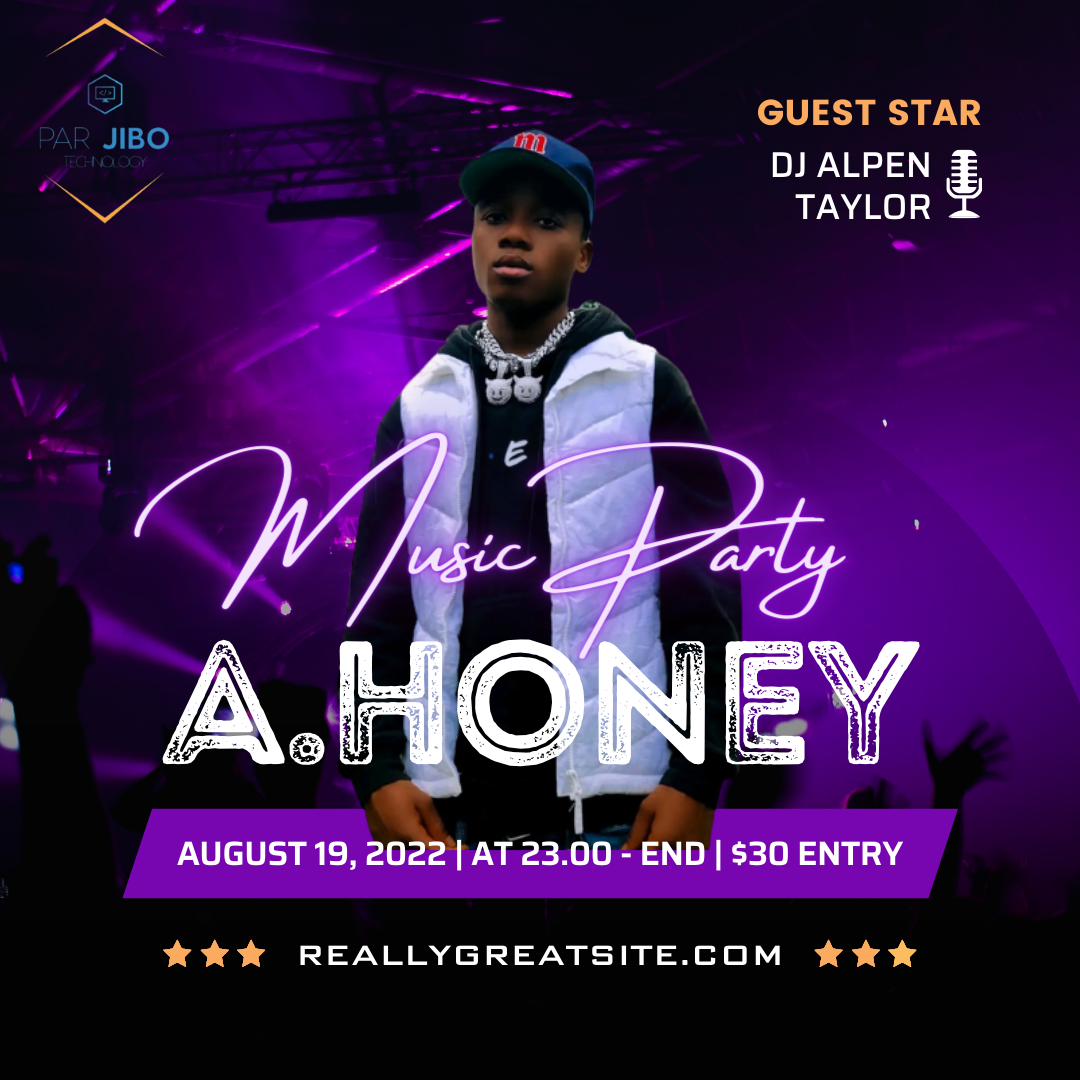 PAR JIBO
TECHNOLOGY
GUEST STAR
DJ ALPEN
TAYLOR
m
E
Music Party
A.HONEY
AUGUST 19, 2022 | AT 23.00 - END | $30 ENTRY
REALLYGREATSITE.COM